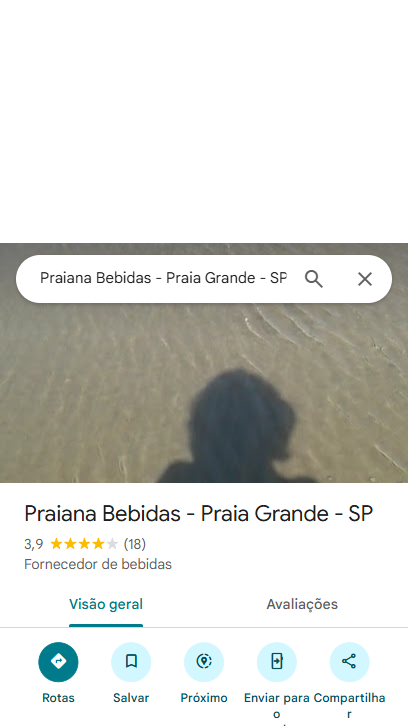 Praiana Bebidas - Praia Grande - SP
Praiana Bebidas - Praia Grande - SP
3,9 (18)
Fornecedor de bebidas
Visão geral Avaliações
Rotas Salvar Próximo Enviar para o Compartilhar